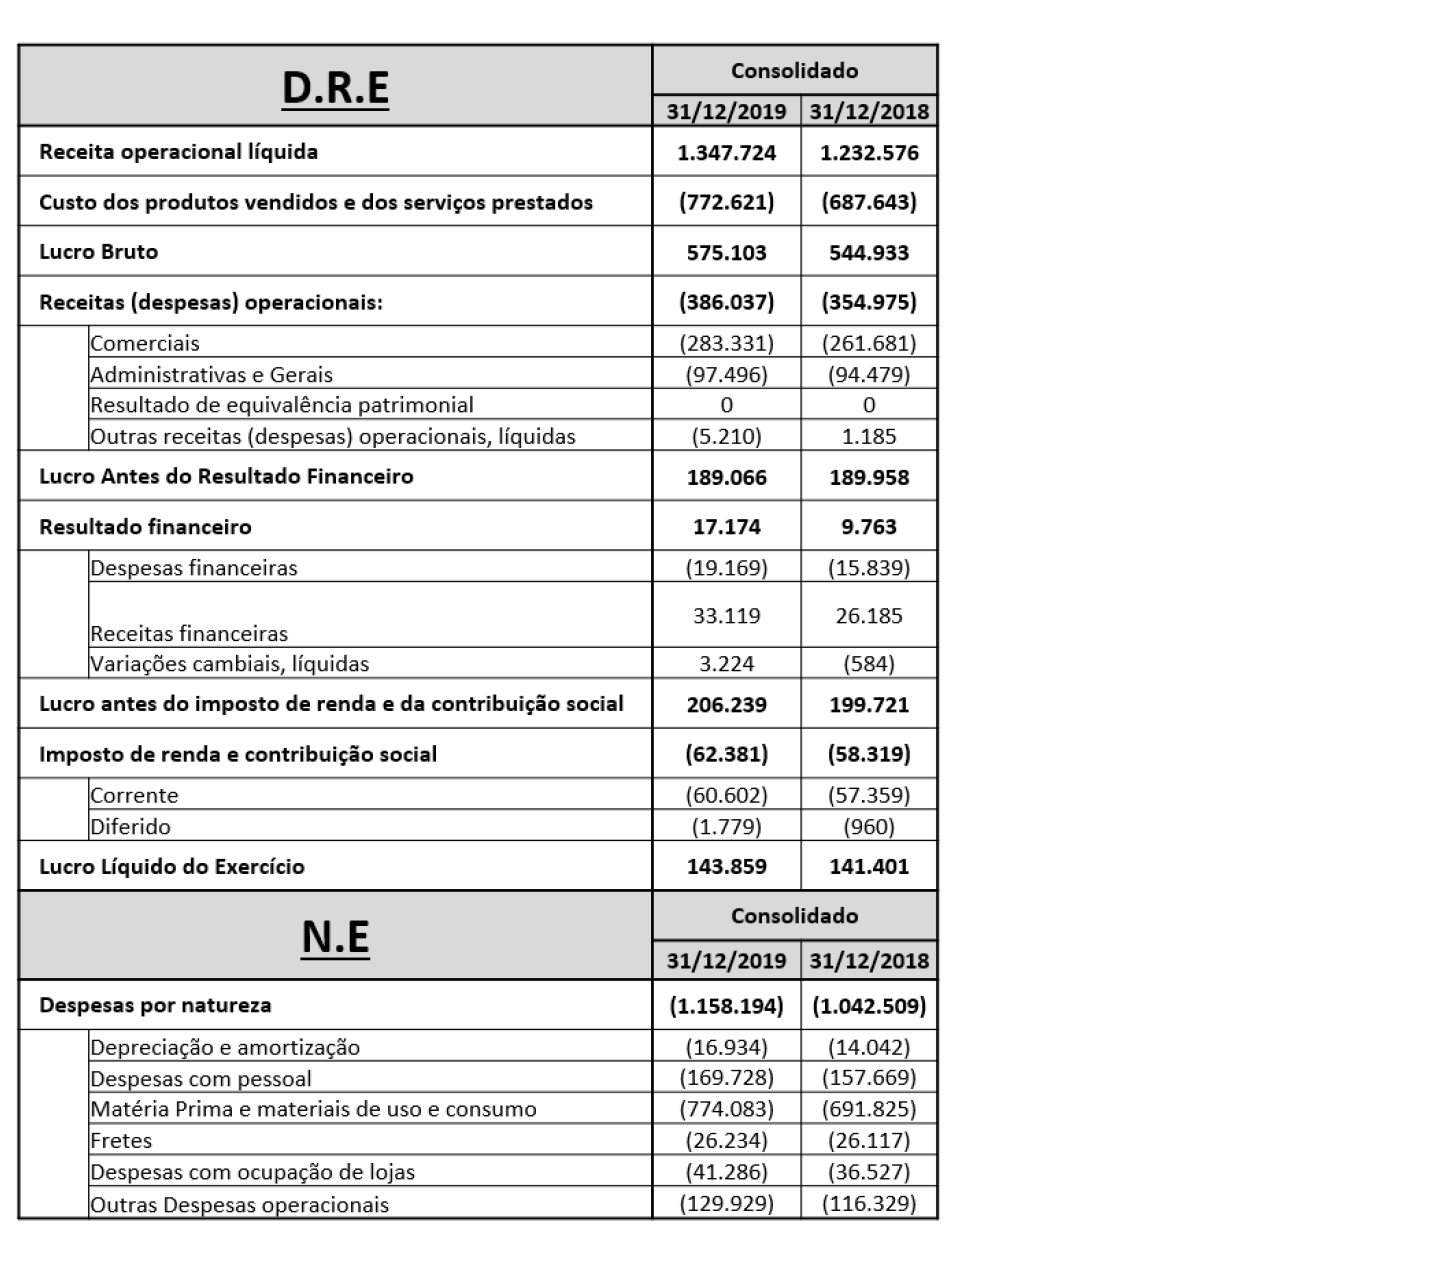 D.R.E
Consolidado
31/12/2019 31/12/2018
Receita operacional líquida 1.347.724 1.232.576
Custo dos produtos vendidos e dos serviços prestados (772.621) (687.643)
Lucro Bruto 575.103 544.933
Receitas (despesas) operacionais: (386.037) (354.975)
Comerciais (283.331) (261.681)
Administrativas e Gerais (97.496) (94.479)
Resultado de equivalência patrimonial 0 0
Outras receitas (despesas) operacionais, líquidas (5.210) 1.185
Lucro Antes do Resultado Financeiro 189.066 189.958
Resultado financeiro 17.174 9.763
Despesas financeiras (19.169) (15.839)
Receitas financeiras 33.119 26.185
Variações cambiais, líquidas 3.224 (584)
Lucro antes do imposto de renda e da contribuição social 206.239 199.721
Imposto de renda e contribuição social (62.381) (58.319)
Corrente (60.602) (57.359)
Diferido (1.779) (960)
Lucro Líquido do Exercício 143.859 141.401
N.E
Consolidado
31/12/2019 31/12/2018
Despesas por natureza (1.158.194) (1.042.509)
Depreciação e amortização (16.934) (14.042)
Despesas com pessoal (169.728) (157.669)
Matéria Prima e materiais de uso e consumo (774.083) (691.825)
Fretes (26.234) (26.117)
Despesas com ocupação de lojas (41.286) (36.527)
Outras Despesas operacionais (129.929) (116.329)